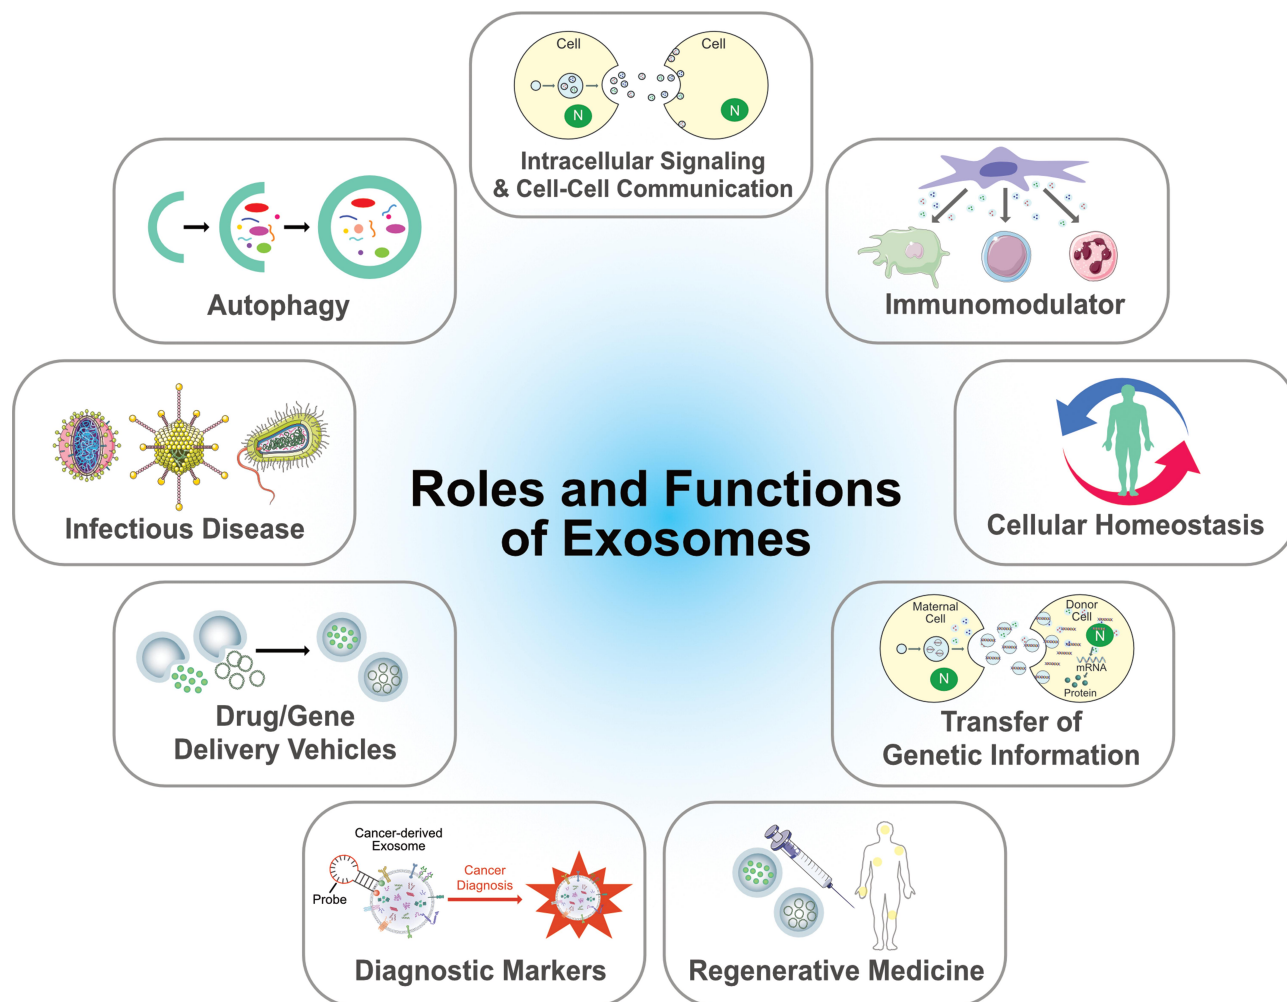 Cell
Cell
N
N
Intracellular Signaling
& Cell-Cell Communication
Immunomodulator
Cellular Homeostasis
Maternal
Cell
Donor
Cell
N
N
mRNA
Protein
Transfer of
Genetic Information
Regenerative Medicine
Cancer-derived
Exosome
Probe
Cancer
Diagnosis
Diagnostic Markers
Drug/Gene
Delivery Vehicles
Infectious Disease
Autophagy
Roles and Functions
of Exosomes